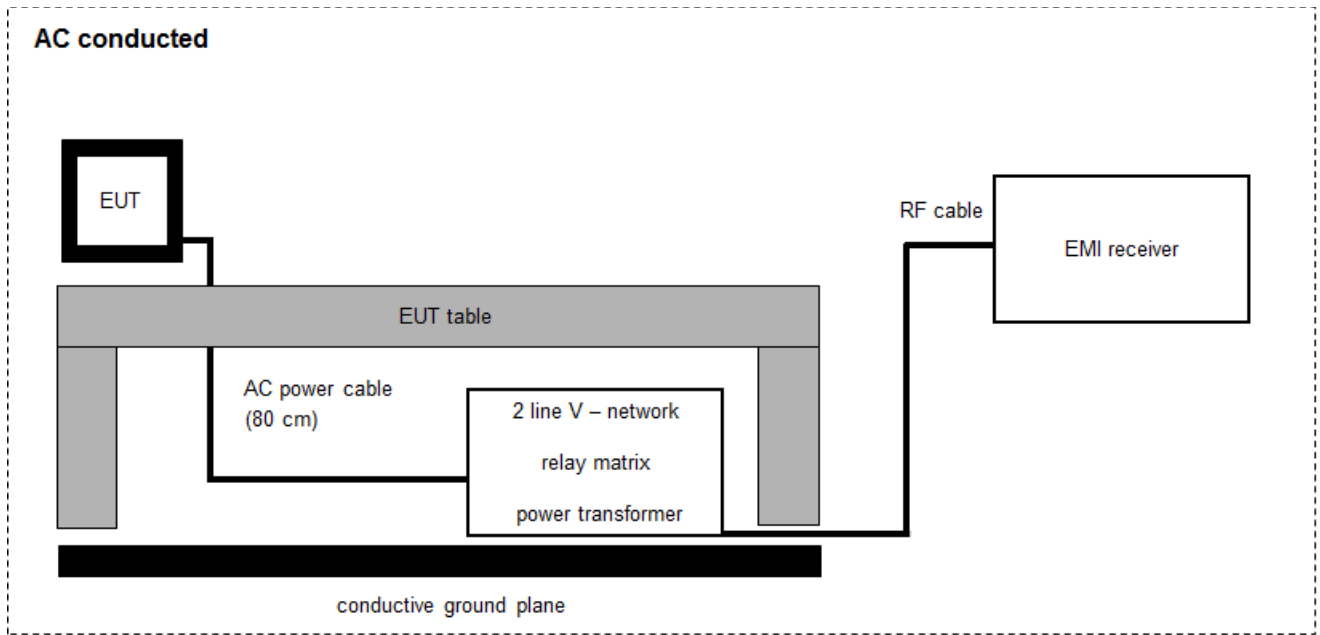 AC conducted
EUT
RF cable
EMI receiver
EUT table
AC power cable
(80 cm)
2 line V – network
relay matrix
power transformer
conductive ground plane